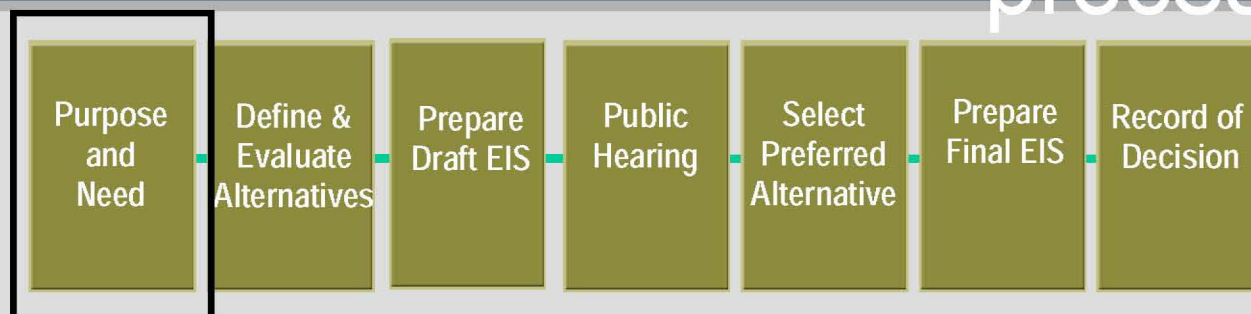 Purpose
and
Need
Define &
Evaluate
Alternatives
Prepare
Draft EIS
Public
Hearing
Select
Preferred
Alternative
Prepare
Final EIS
Record of
Decision